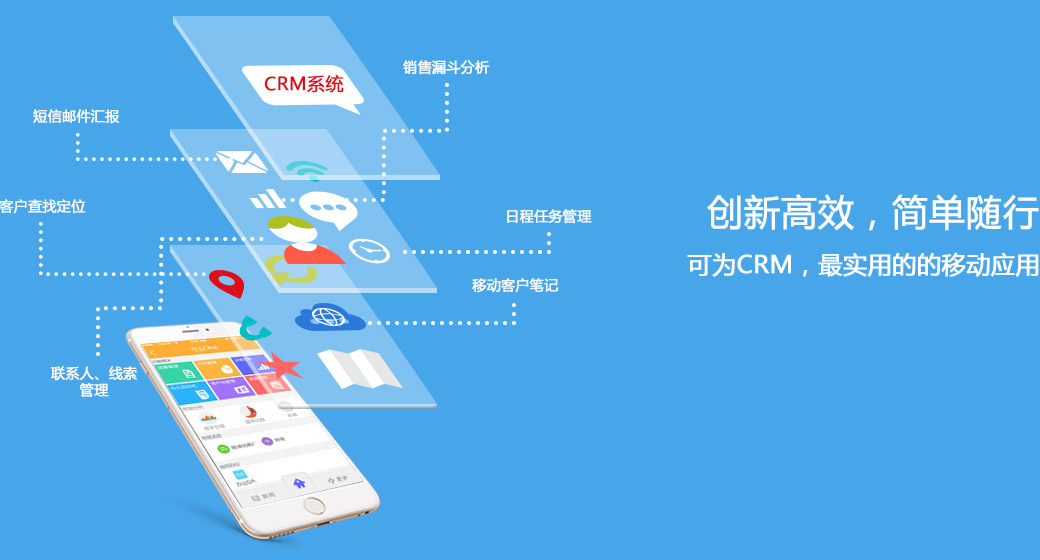 CRM系统
销售漏斗分析
短信邮件汇报
客户查找定位
日程任务管理
移动客户笔记
联系人、线索
管理
创新高效，简单随行
可为CRM，最实用的的移动应用